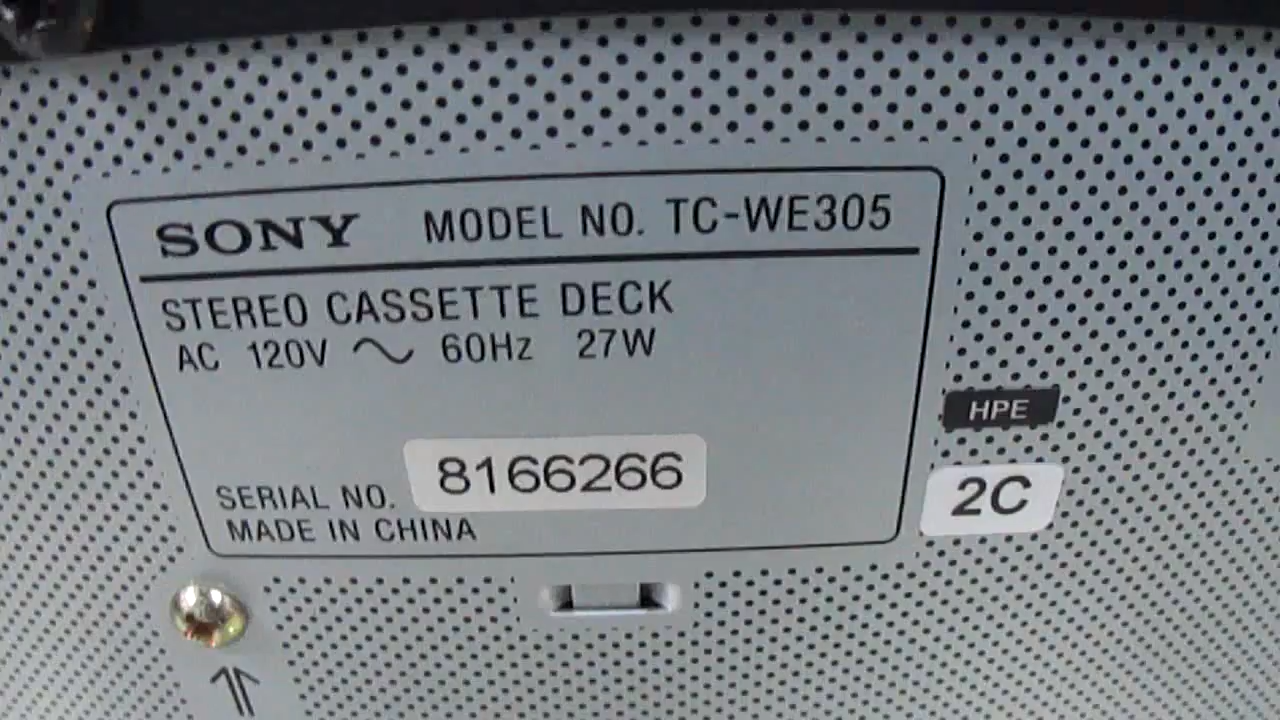 SONY MODEL NO. TC-WE305
STEREO CASSETTE DECK
AC 120V ~ 60Hz 27W
HPE
SERIAL NO. 8166266
2C
MADE IN CHINA